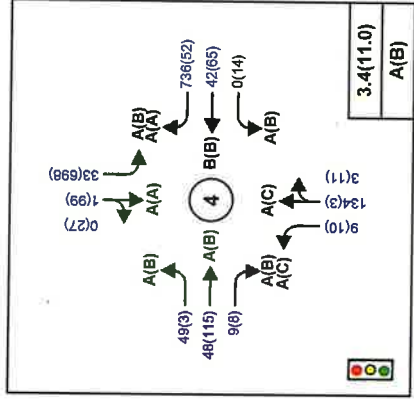 3.4(11.0)
A(B)
736(52)
42(65)
0(14)
A(B)
A(A)
B(B)
A(B)
33(698)
1(99)
0(27)
A(A)
4
A(C)
3(11)
134(3)
9(10)
A(B)
A(B)
A(B)
A(C)
49(3)
48(115)
9(8)